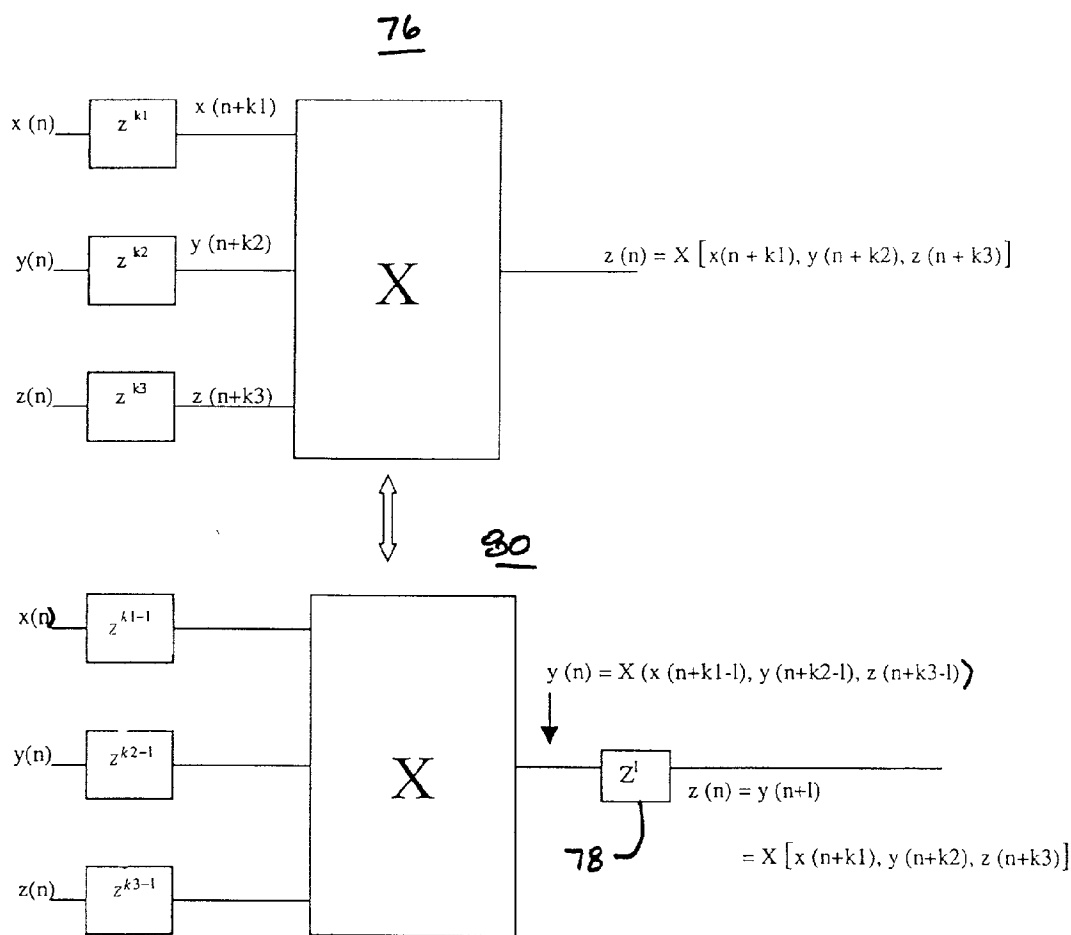 76
x (n) z^k1 x (n+k1)
y(n) z^k2 y (n+k2) X z (n) = X [x(n + k1), y (n + k2), z (n + k3)]
z(n) z^k3 z (n+k3)
80
x(n) z^k1-l
y (n) = X (x (n+k1-l), y (n+k2-l), z (n+k3-l))
y(n) z^k2-l X Z^l
z (n) = y (n+l)
78 = X [x (n+k1), y (n+k2), z (n+k3)]
z(n) z^k3-l